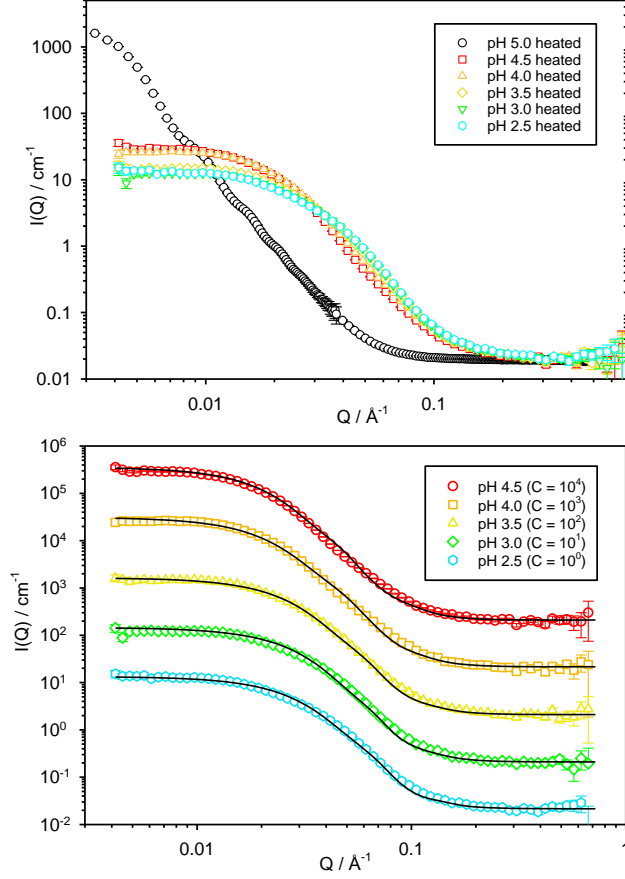 1000
100
10
1
0.1
0.01
I(Q) / cm⁻¹
pH 5.0 heated
pH 4.5 heated
pH 4.0 heated
pH 3.5 heated
pH 3.0 heated
pH 2.5 heated
0.01 0.1
Q / Å⁻¹
10⁶
10⁵
10⁴
10³
10²
10¹
10⁰
10⁻¹
10⁻²
I(Q) / cm⁻¹
pH 4.5 (C = 10⁴)
pH 4.0 (C = 10³)
pH 3.5 (C = 10²)
pH 3.0 (C = 10¹)
pH 2.5 (C = 10⁰)
0.01 0.1 1
Q / Å⁻¹